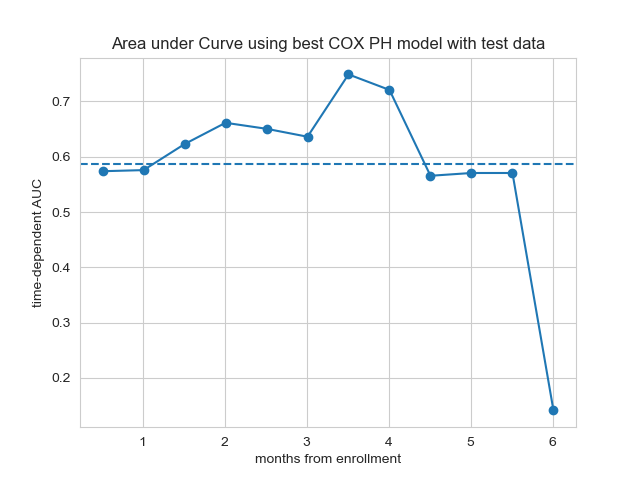 Area under Curve using best COX PH model with test data
time-dependent AUC
0.7
0.6
0.5
0.4
0.3
0.2
1 2 3 4 5 6
months from enrollment